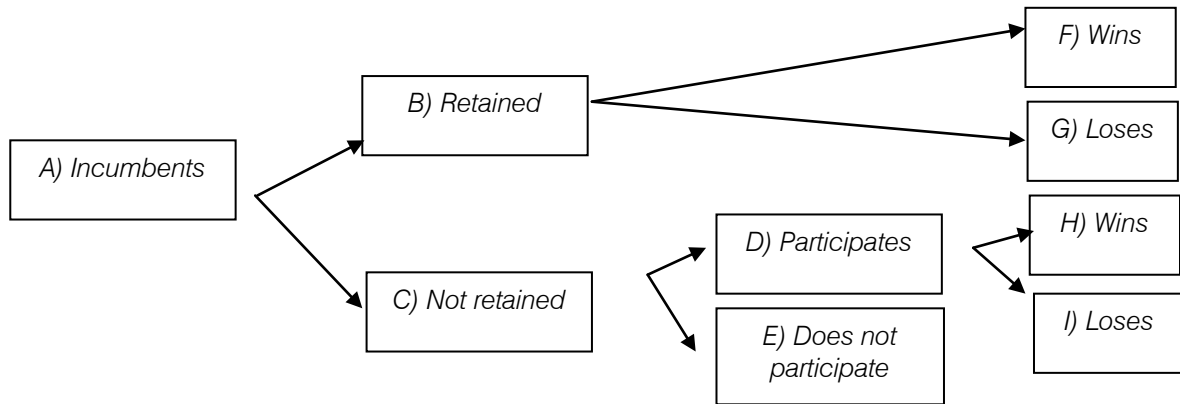 A) Incumbents
B) Retained
C) Not retained
D) Participates
E) Does not
participate
F) Wins
G) Loses
H) Wins
I) Loses